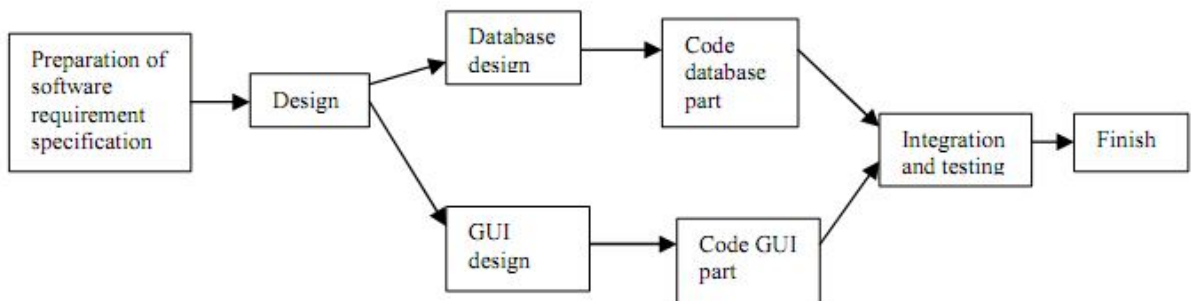 Preparation of
software
requirement
specification
Design
Database
design
Code
database
part
GUI
design
Code GUI
part
Integration
and testing
Finish